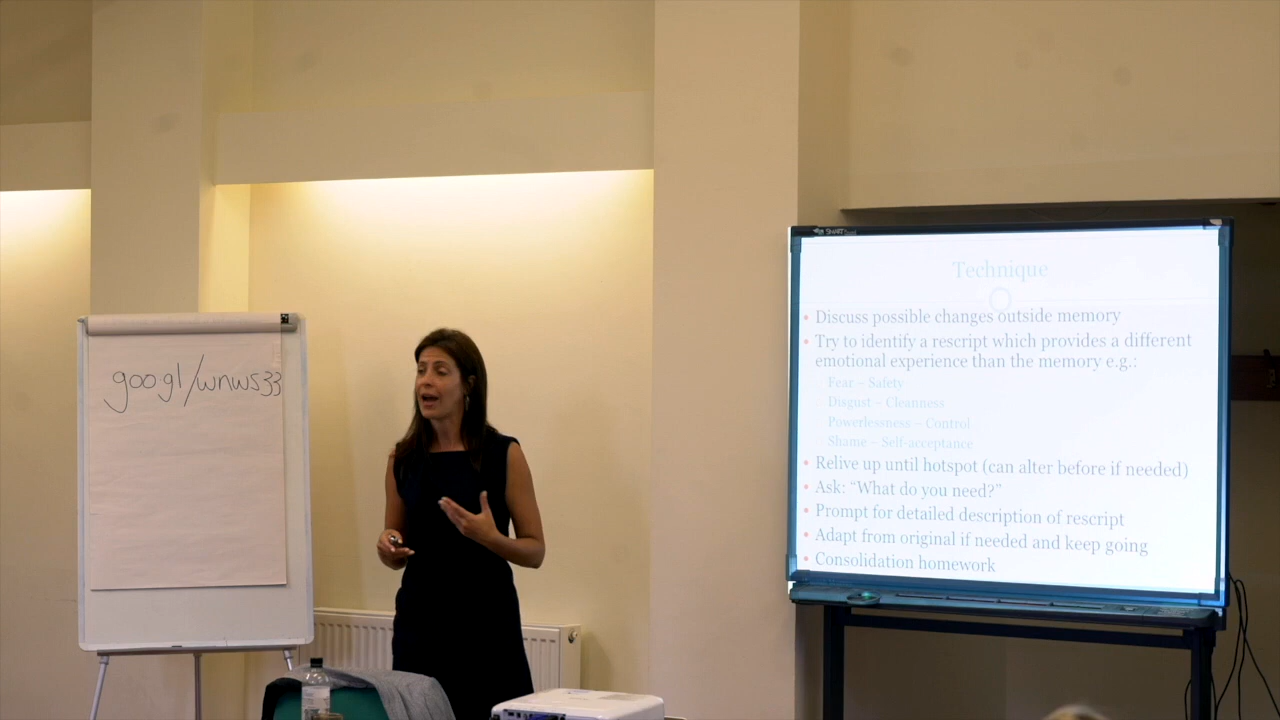 goo gl/wnws33
SMART
Technique
Discuss possible changes outside memory
Try to identify a rescript which provides a different
emotional experience than the memory e.g.:
Fear – Safety
Disgust – Cleanness
Powerlessness – Control
Shame – Self-acceptance
Relive up until hotspot (can alter before if needed)
Ask: “What do you need?”
Prompt for detailed description of rescript
Adapt from original if needed and keep going
Consolidation homework